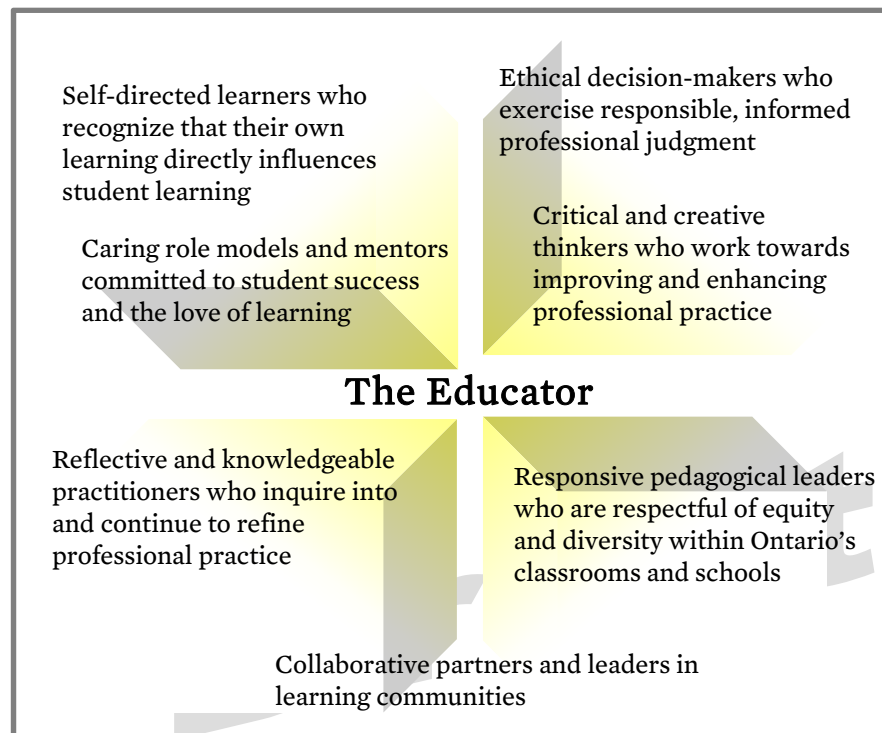 Self-directed learners who
recognize that their own
learning directly influences
student learning
Ethical decision-makers who
exercise responsible, informed
professional judgment
Caring role models and mentors
committed to student success
and the love of learning
Critical and creative
thinkers who work towards
improving and enhancing
professional practice
The Educator
Reflective and knowledgeable
practitioners who inquire into
and continue to refine
professional practice
Responsive pedagogical leaders
who are respectful of equity
and diversity within Ontario's
classrooms and schools
Collaborative partners and leaders in
learning communities